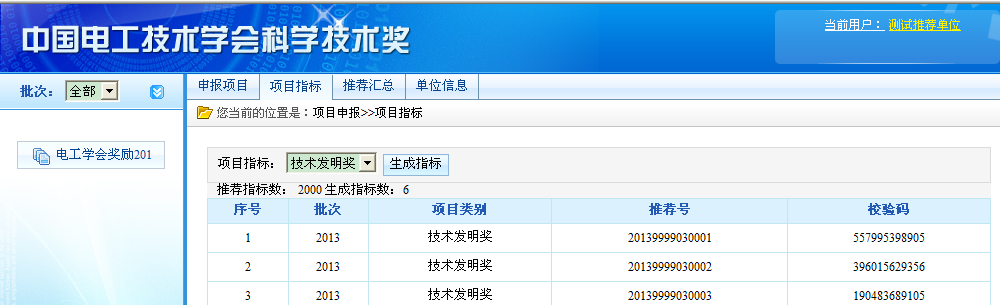 中国电工技术学会科学技术奖
当前用户： 测试推荐单位
批次： 全部
申报项目 项目指标 推荐汇总 单位信息
您当前的位置是：项目申报>>项目指标
电工学会奖励201
项目指标： 技术发明奖 生成指标
推荐指标数： 2000 生成指标数：6
序号 批次 项目类别 推荐号 校验码
1 2013 技术发明奖 20139999030001 557995398905
2 2013 技术发明奖 20139999030002 396015629356
3 2013 技术发明奖 20139999030003 190483689105